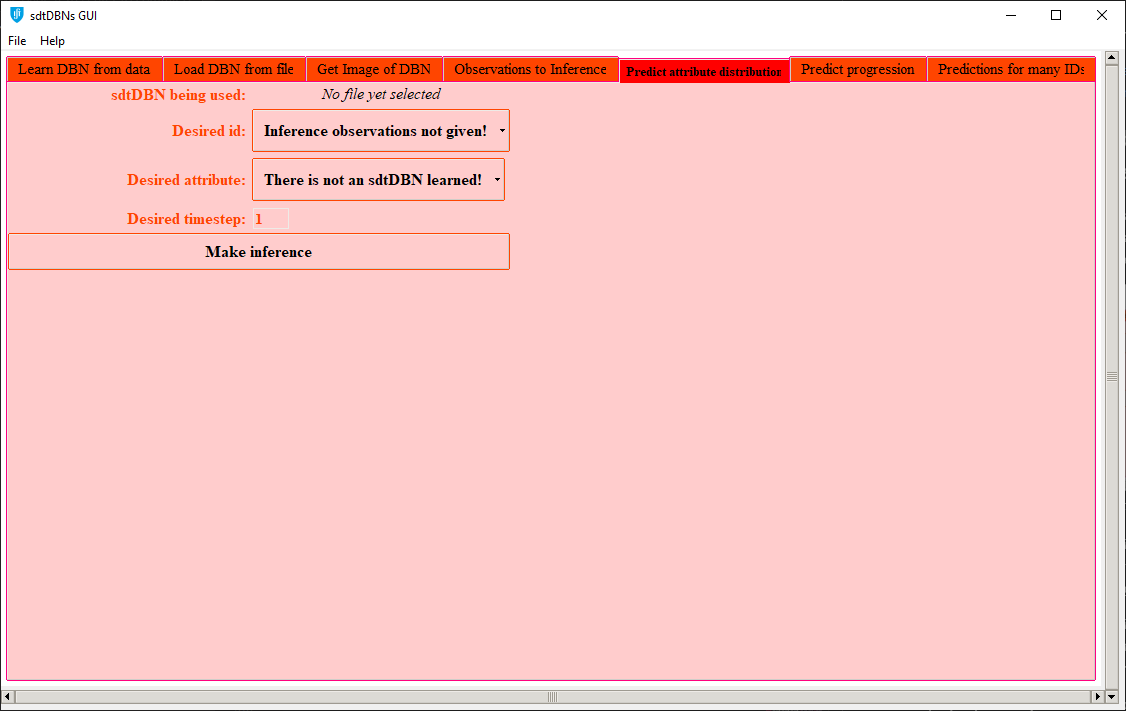 sdtDBNs GUI
File Help
Learn DBN from data Load DBN from file Get Image of DBN Observations to Inference Predict attribute distribution Predict progression Predictions for many IDs
sdtDBN being used: No file yet selected
Desired id: Inference observations not given!
Desired attribute: There is not an sdtDBN learned!
Desired timestep: 1
Make inference